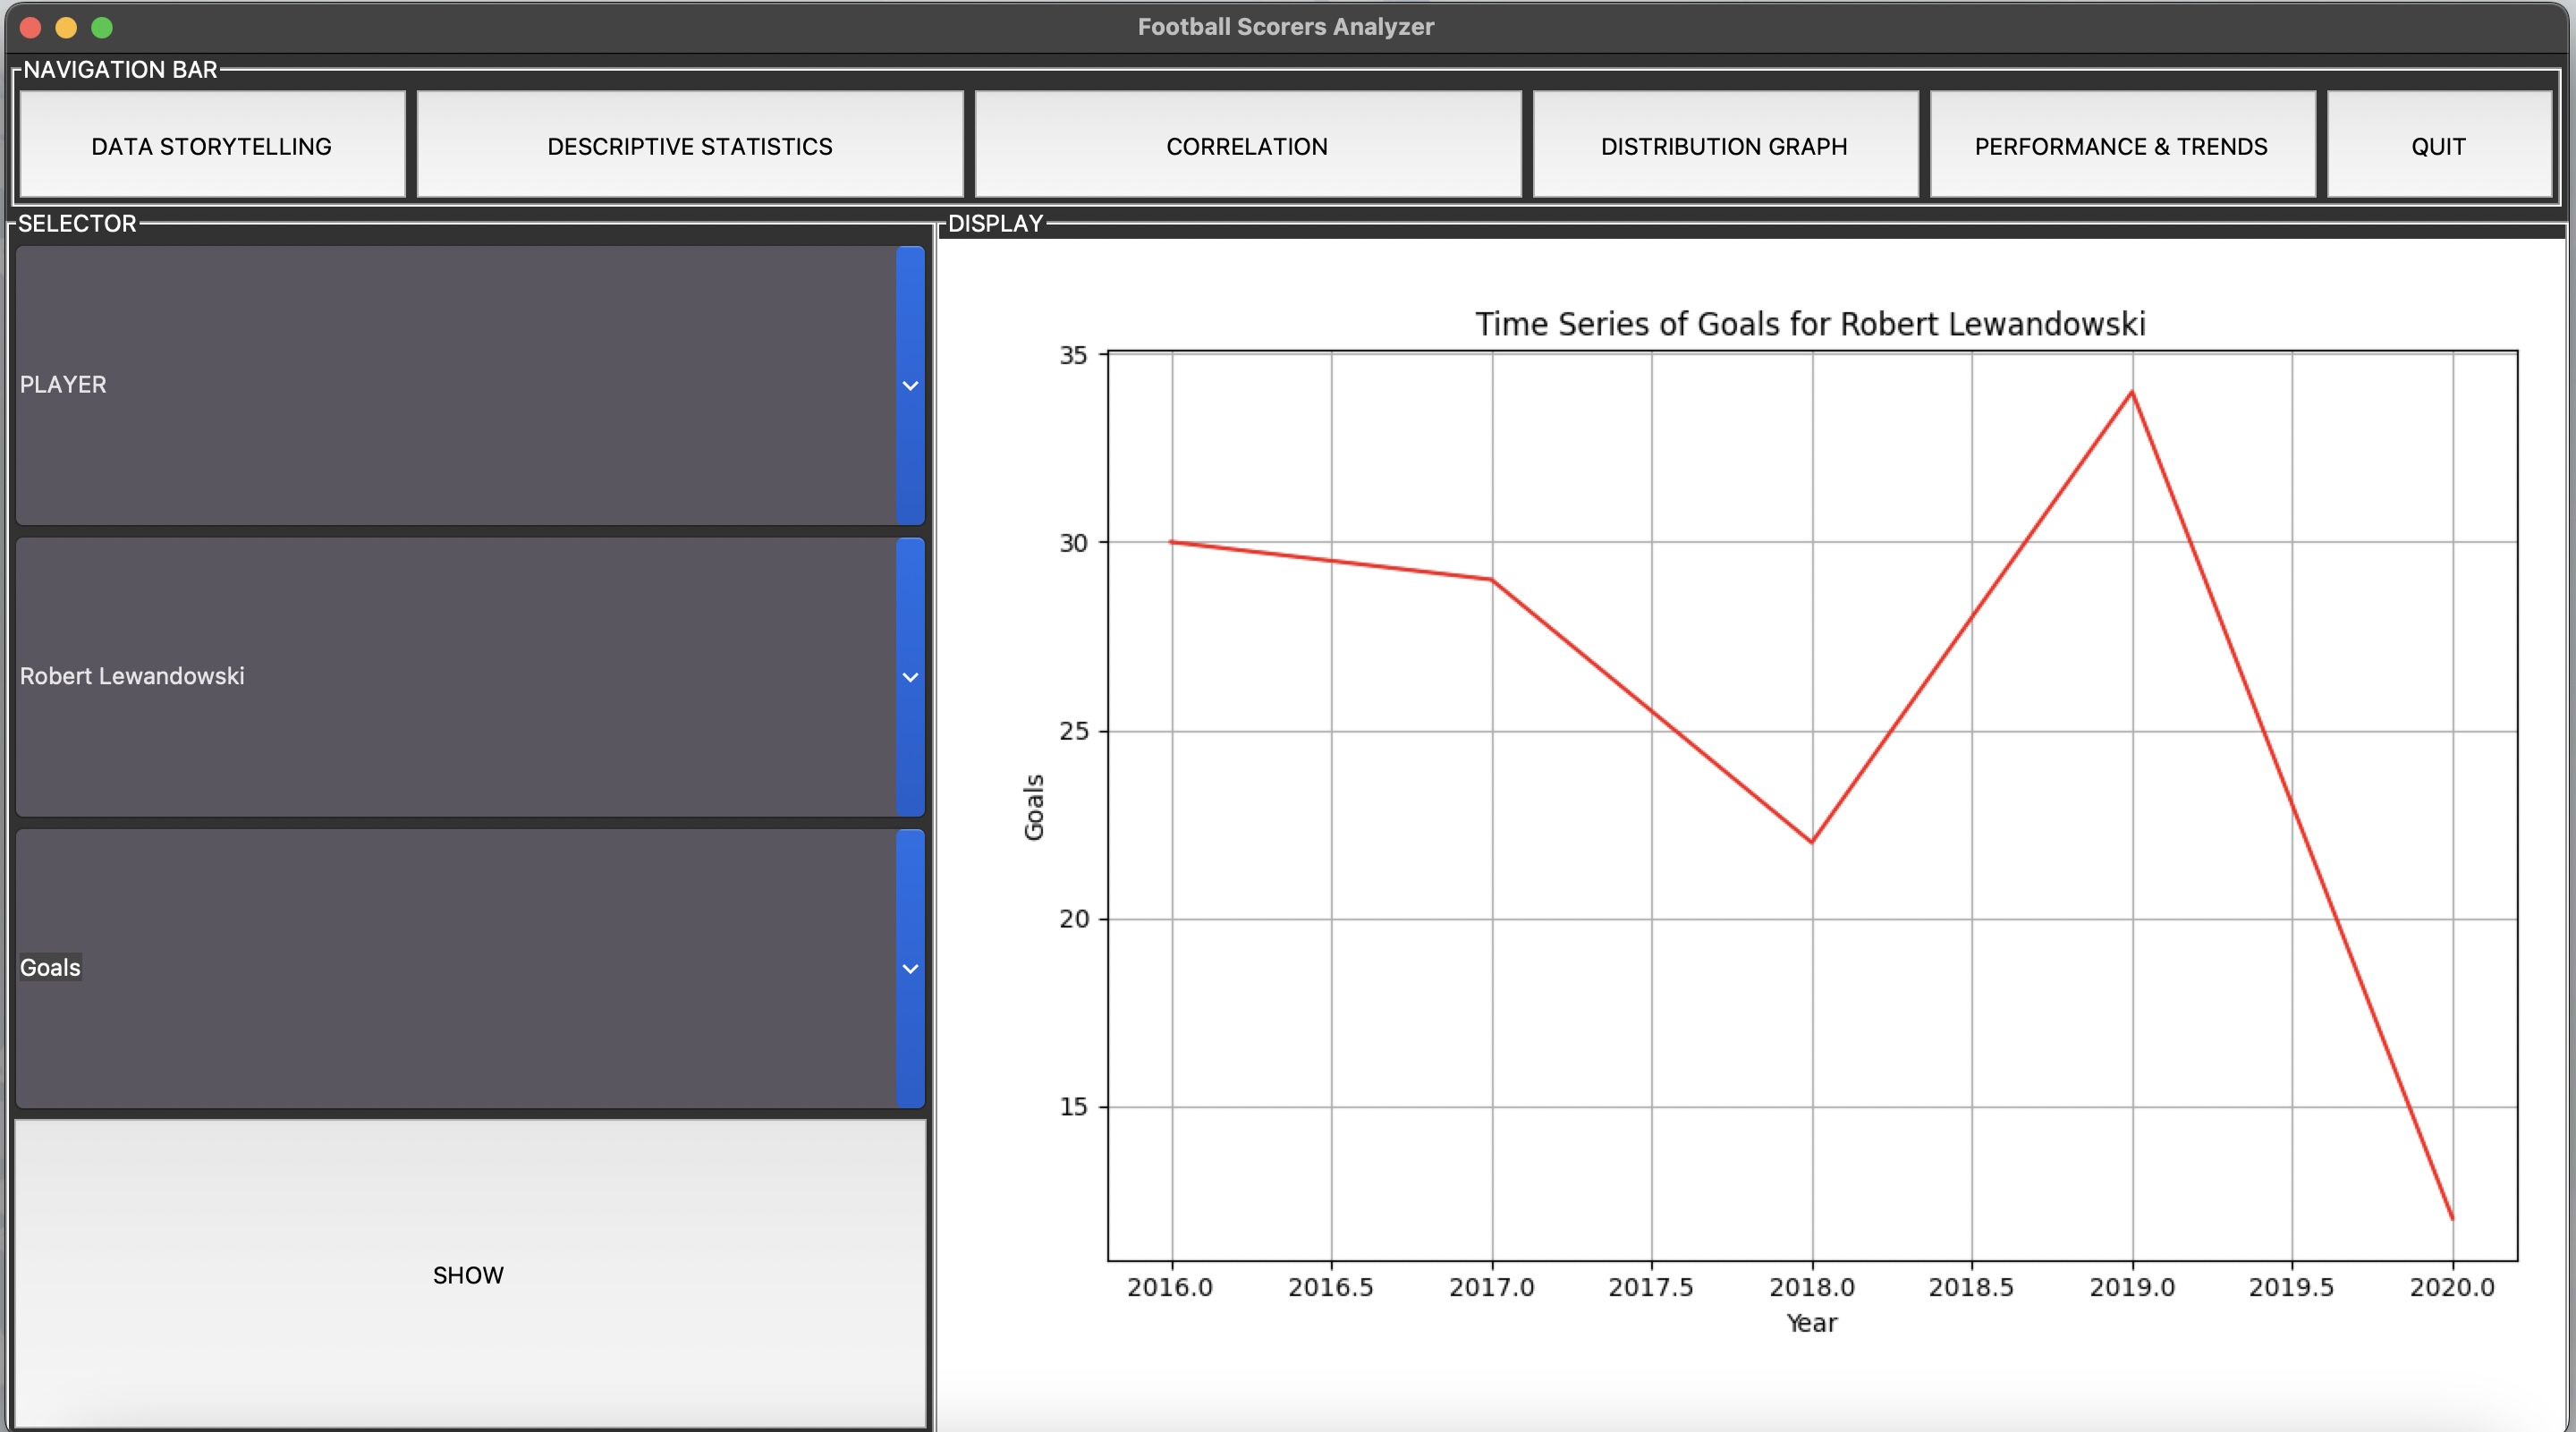 Football Scorers Analyzer
NAVIGATION BAR
DATA STORYTELLING
DESCRIPTIVE STATISTICS
CORRELATION
DISTRIBUTION GRAPH
PERFORMANCE & TRENDS
QUIT
SELECTOR
PLAYER
Robert Lewandowski
Goals
SHOW
DISPLAY
Time Series of Goals for Robert Lewandowski
35
30
25
20
15
Goals
2016.0 2016.5 2017.0 2017.5 2018.0 2018.5 2019.0 2019.5 2020.0
Year